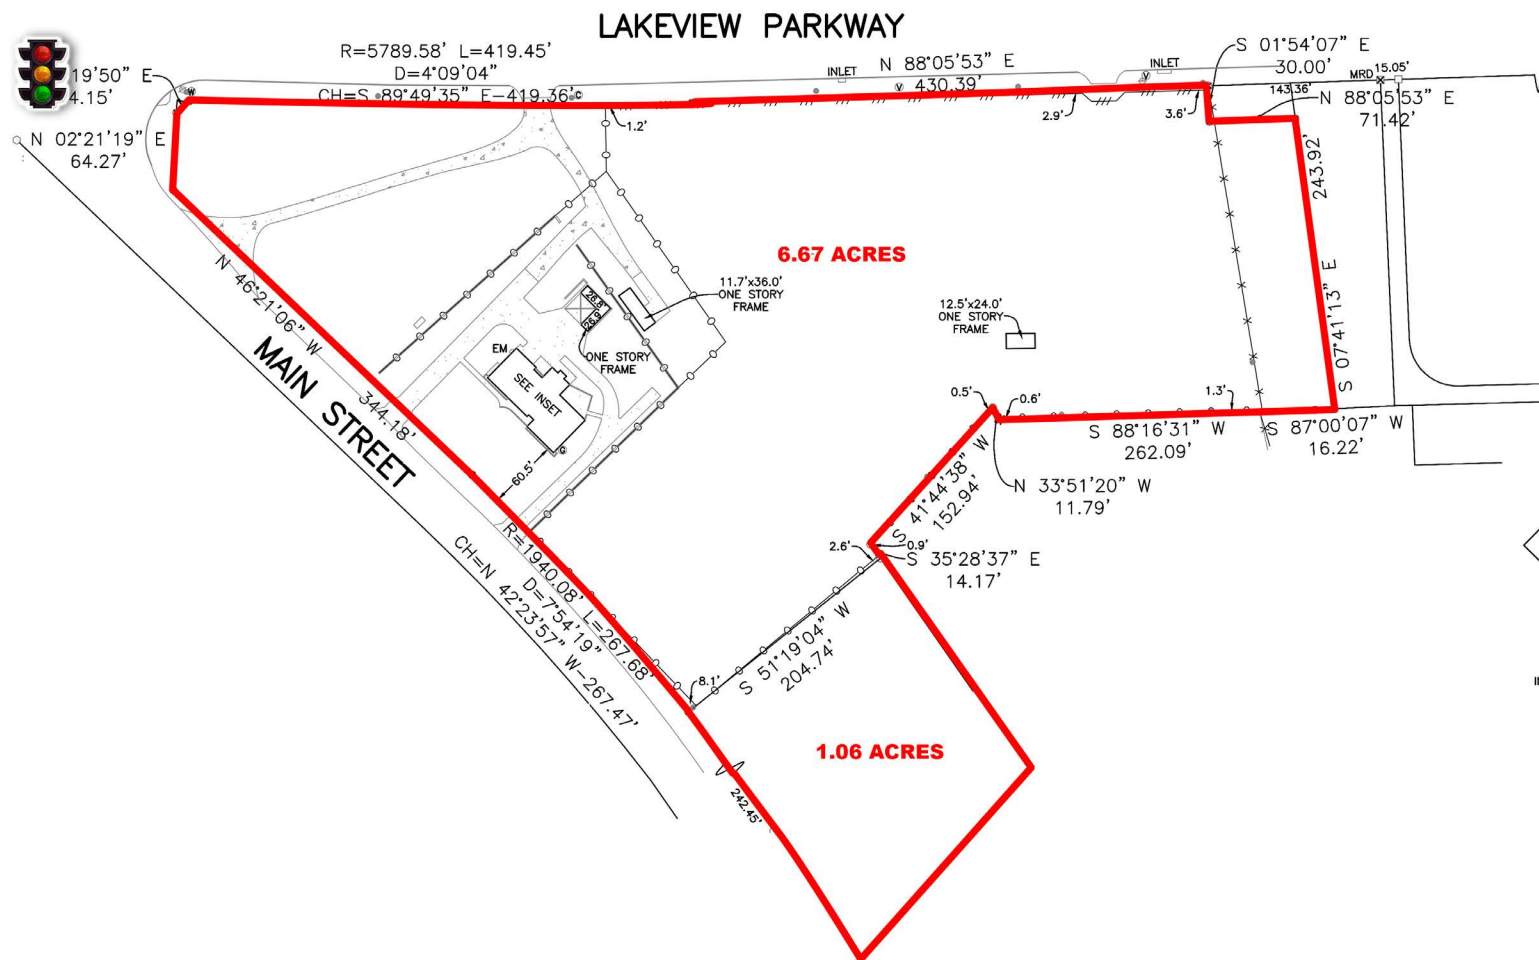 LAKEVIEW PARKWAY
R=5789.58' L=419.45'
D=4°09'04"
CH=S 89°49'35" E-419.36'
19'50" E
4.15'
N 02°21'19" E
64.27'
W
G
1.2'
INLET
N 88°05'53" E
430.39'
V
2.9'
V
INLET
3.6'
S 01°54'07" E
30.00'
MRD
15.05'
143.36'
N 88°05'53" E
71.42'
243.92'
S 07°41'13" E
6.67 ACRES
11.7'x36.0'
ONE STORY
FRAME
12.5'x24.0'
ONE STORY
FRAME
26.8'
25.9'
ONE STORY
FRAME
EM
SEE INSET
G
60.5'
N 46°21'06" W
344.18'
MAIN STREET
0.5'
0.6'
1.3'
S 88°16'31" W
262.09'
S 87°00'07" W
16.22'
N 33°51'20" W
11.79'
S 41°44'38" W
152.94'
2.6'
0.9'
S 35°28'37" E
14.17'
R=1940.08' L=267.68'
D=7°54'19"
CH=N 42°23'57" W-267.47'
S 51°19'04" W
204.74'
8.1'
1.06 ACRES
242.45'